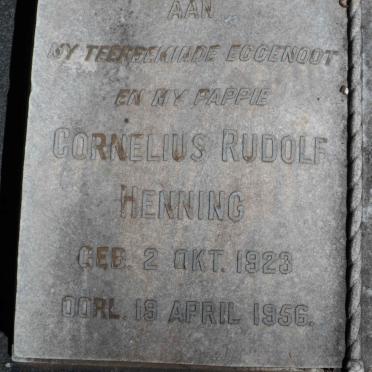 AAN
MY TEERBEMINDE EGGENOOT
EN MY PAPPIE
CORNELIUS RUDOLF
HENNING
GEB. 2 OKT. 1923
OORL. 19 APRIL 1956.